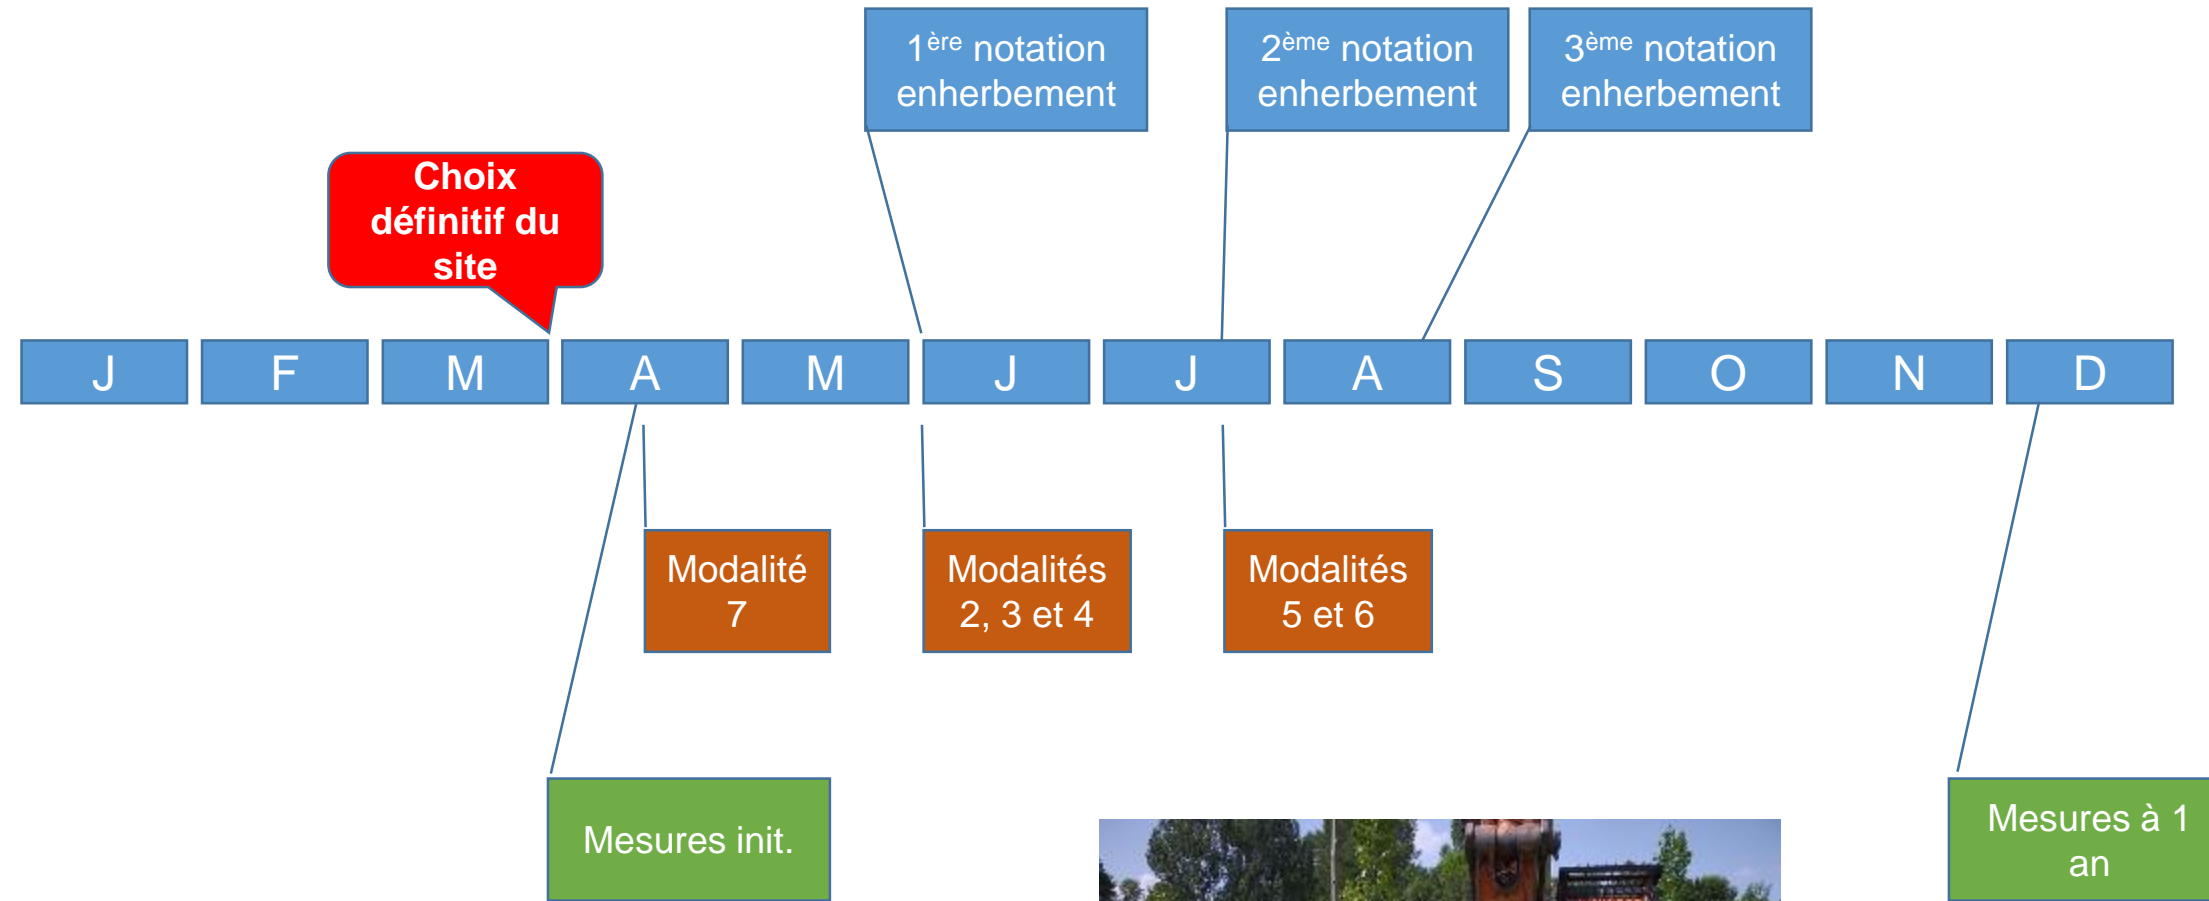 1ère notation
enherbement
2ème notation
enherbement
3ème notation
enherbement
Choix
définitif du
site
J F M A M J J A S O N D
Modalité
7
Modalités
2, 3 et 4
Modalités
5 et 6
Mesures init.
Mesures à 1
an